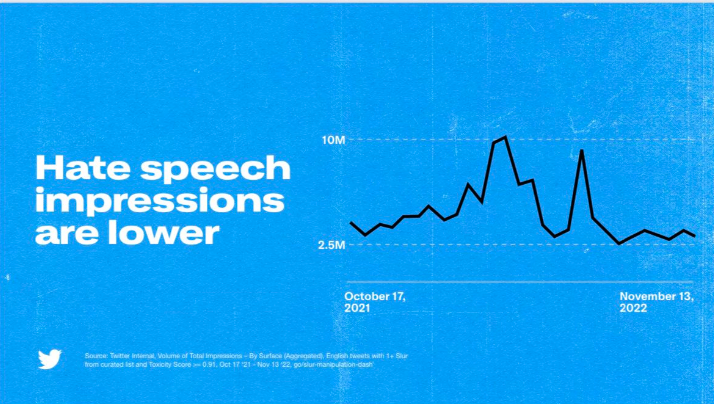 Hate speech
impressions
are lower
10M
2.5M
October 17,
2021
November 13,
2022
Source: Twitter Internal, Volume of Total Impressions – By Surface (Aggregated): English tweets with 1+ Slur
from curated list and Toxicity Score >= 0.91. Oct 17 '21 – Nov 13 '22. go/slur-manipulation-dash'